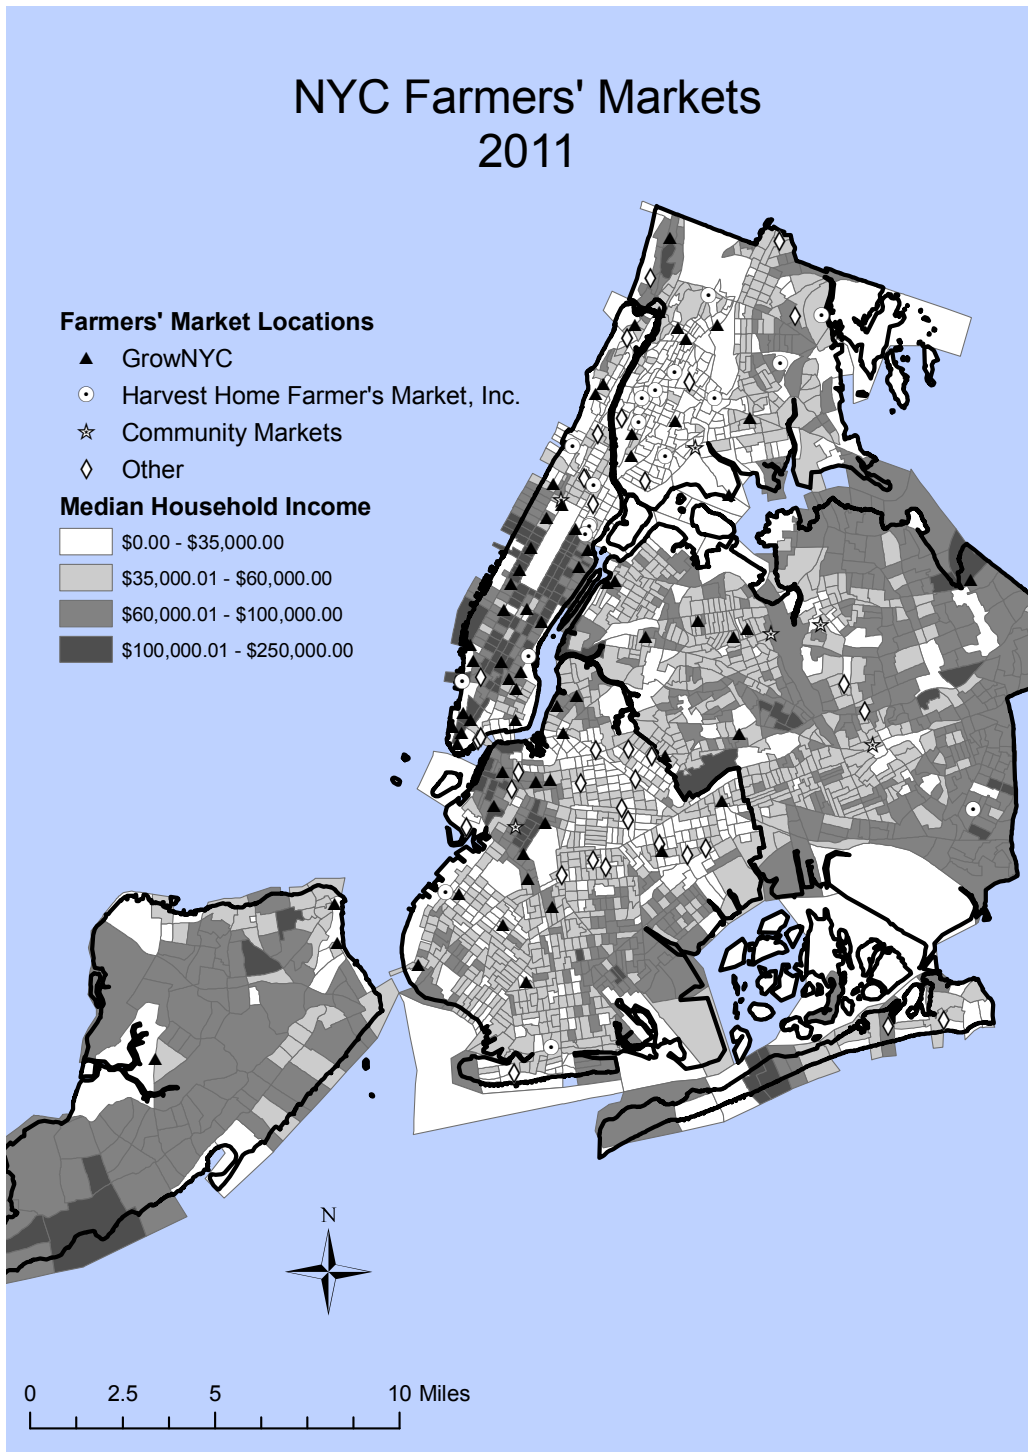 NYC Farmers' Markets
2011
Farmers' Market Locations
GrowNYC
Harvest Home Farmer's Market, Inc.
Community Markets
Other
Median Household Income
$0.00 - $35,000.00
$35,000.01 - $60,000.00
$60,000.01 - $100,000.00
$100,000.01 - $250,000.00
N
0 2.5 5 10 Miles